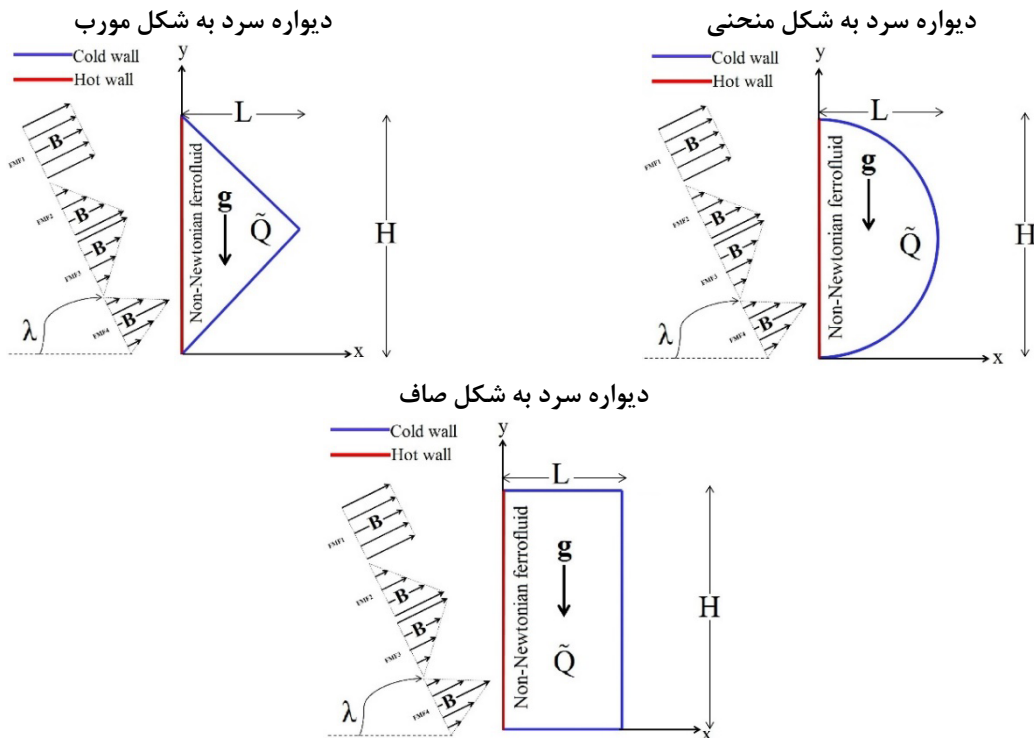 دیواره سرد به شکل مورب
Cold wall
Hot wall
y
L
B
FMF1
FMF2
B
B
FMF3
B
FMF4
λ
Non-Newtonian ferrofluid
g
Q̃
H
x
دیواره سرد به شکل منحنی
Cold wall
Hot wall
y
L
B
FMF1
FMF2
B
B
FMF3
B
FMF4
λ
Non-Newtonian ferrofluid
g
Q̃
H
x
دیواره سرد به شکل صاف
Cold wall
Hot wall
y
L
B
FMF1
FMF2
B
B
FMF3
B
FMF4
λ
Non-Newtonian ferrofluid
g
Q̃
H
x